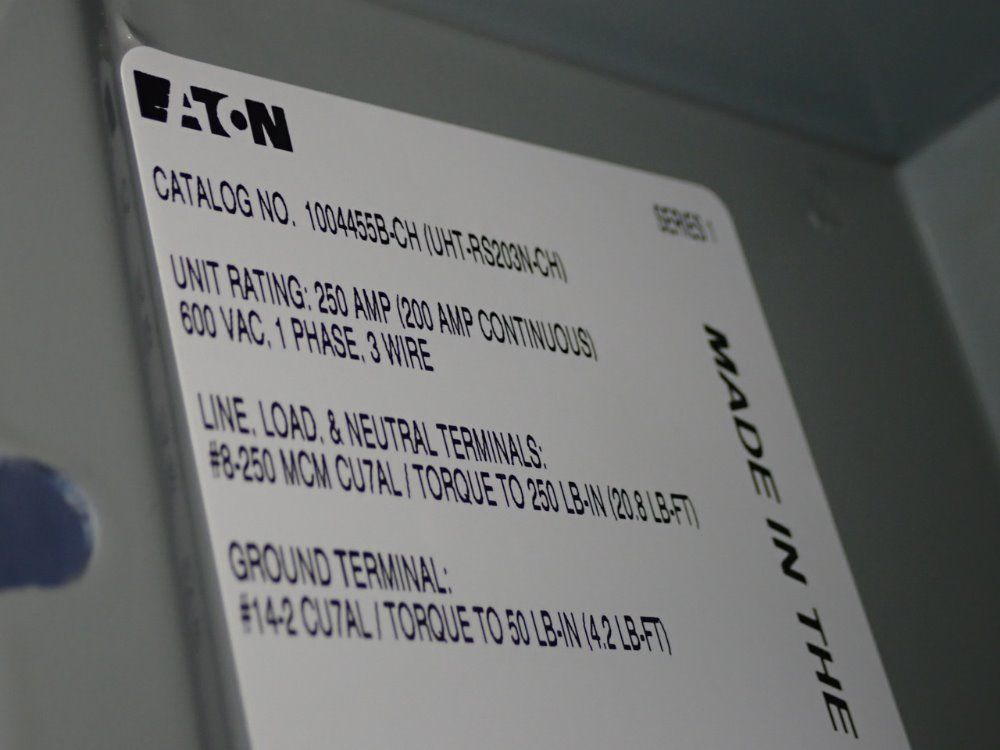 EATON
SERIES 1
CATALOG NO. 1004455B-CH (UHT-RS203N-CH)
UNIT RATING: 250 AMP (200 AMP CONTINUOUS)
600 VAC, 1 PHASE, 3 WIRE
LINE, LOAD, & NEUTRAL TERMINALS:
#8-250 MCM CU7AL / TORQUE TO 250 LB-IN (20.8 LB-FT)
GROUND TERMINAL:
#14-2 CU7AL / TORQUE TO 50 LB-IN (4.2 LB-FT)
MADE IN THE